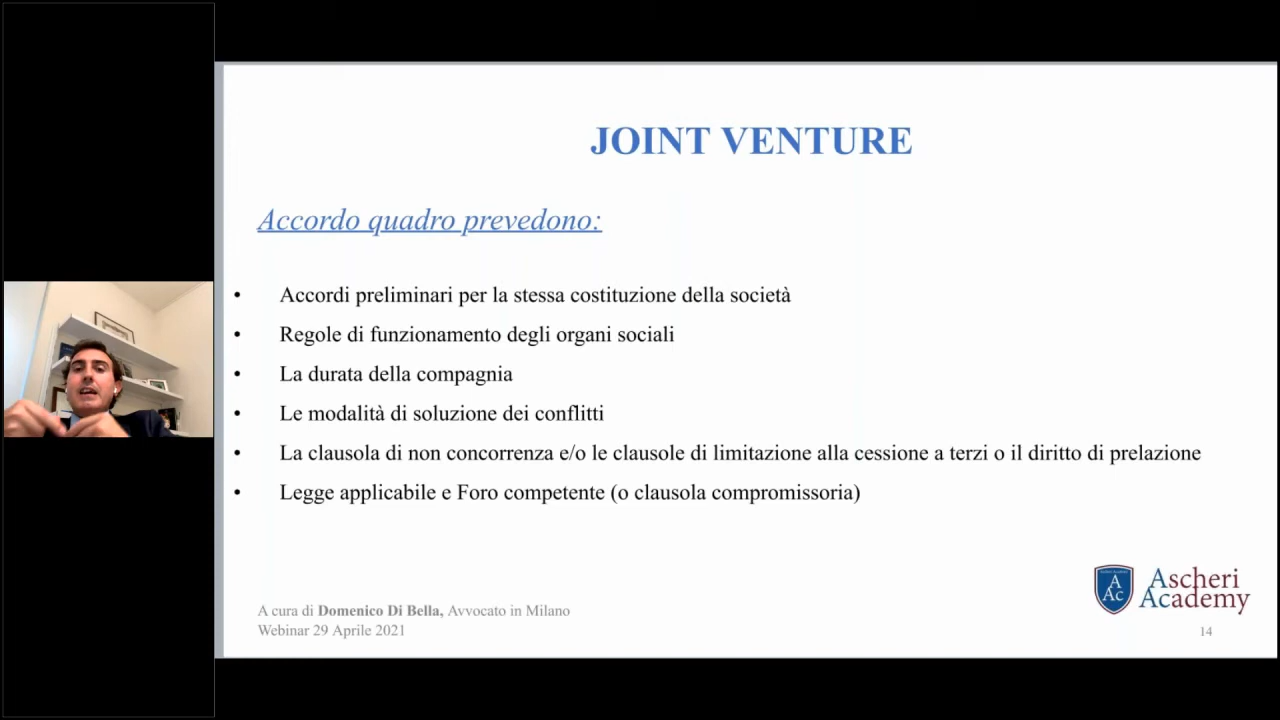 JOINT VENTURE
Accordo quadro prevedono:
• Accordi preliminari per la stessa costituzione della società
• Regole di funzionamento degli organi sociali
• La durata della compagnia
• Le modalità di soluzione dei conflitti
• La clausola di non concorrenza e/o le clausole di limitazione alla cessione a terzi o il diritto di prelazione
• Legge applicabile e Foro competente (o clausola compromissoria)
A cura di Domenico Di Bella, Avvocato in Milano
Webinar 29 Aprile 2021
A
Ac
Ascheri
Academy
14